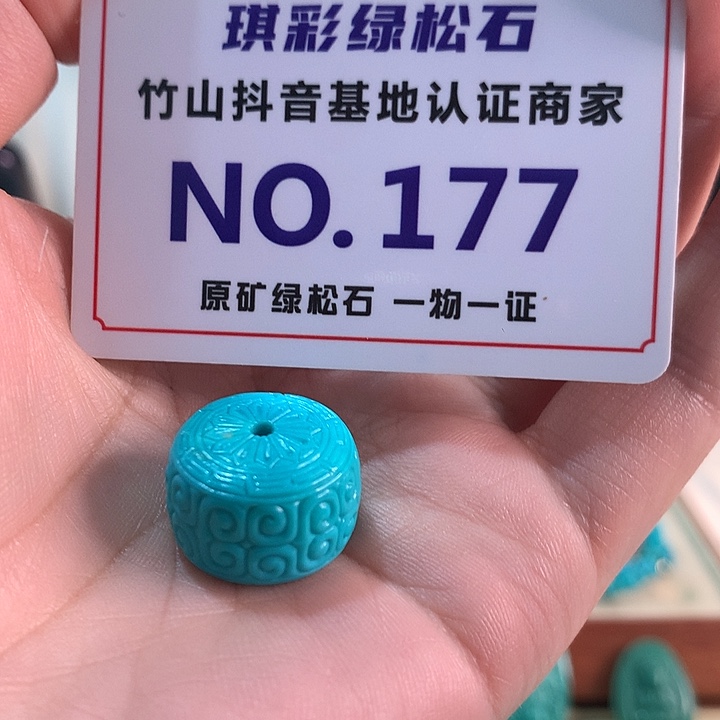 琪彩绿松石
竹山抖音基地认证商家
NO.177
原矿绿松石 一物一证